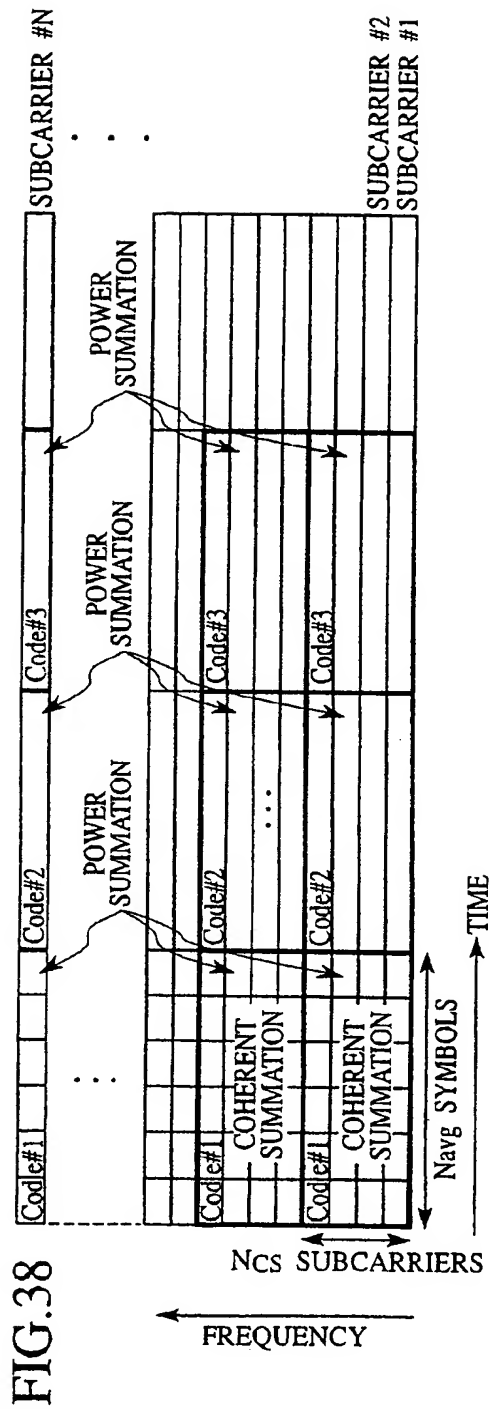 FIG.38
SUBCARRIER #N
. . .
SUBCARRIER #2
SUBCARRIER #1
POWER
SUMMATION
POWER
SUMMATION
POWER
SUMMATION
Code#1
Code#2
Code#3
. . .
Code#1
Code#2
Code#3
COHERENT
SUMMATION
. . .
Code#1
Code#2
Code#3
COHERENT
SUMMATION
NCS SUBCARRIERS
Navg SYMBOLS
FREQUENCY
TIME